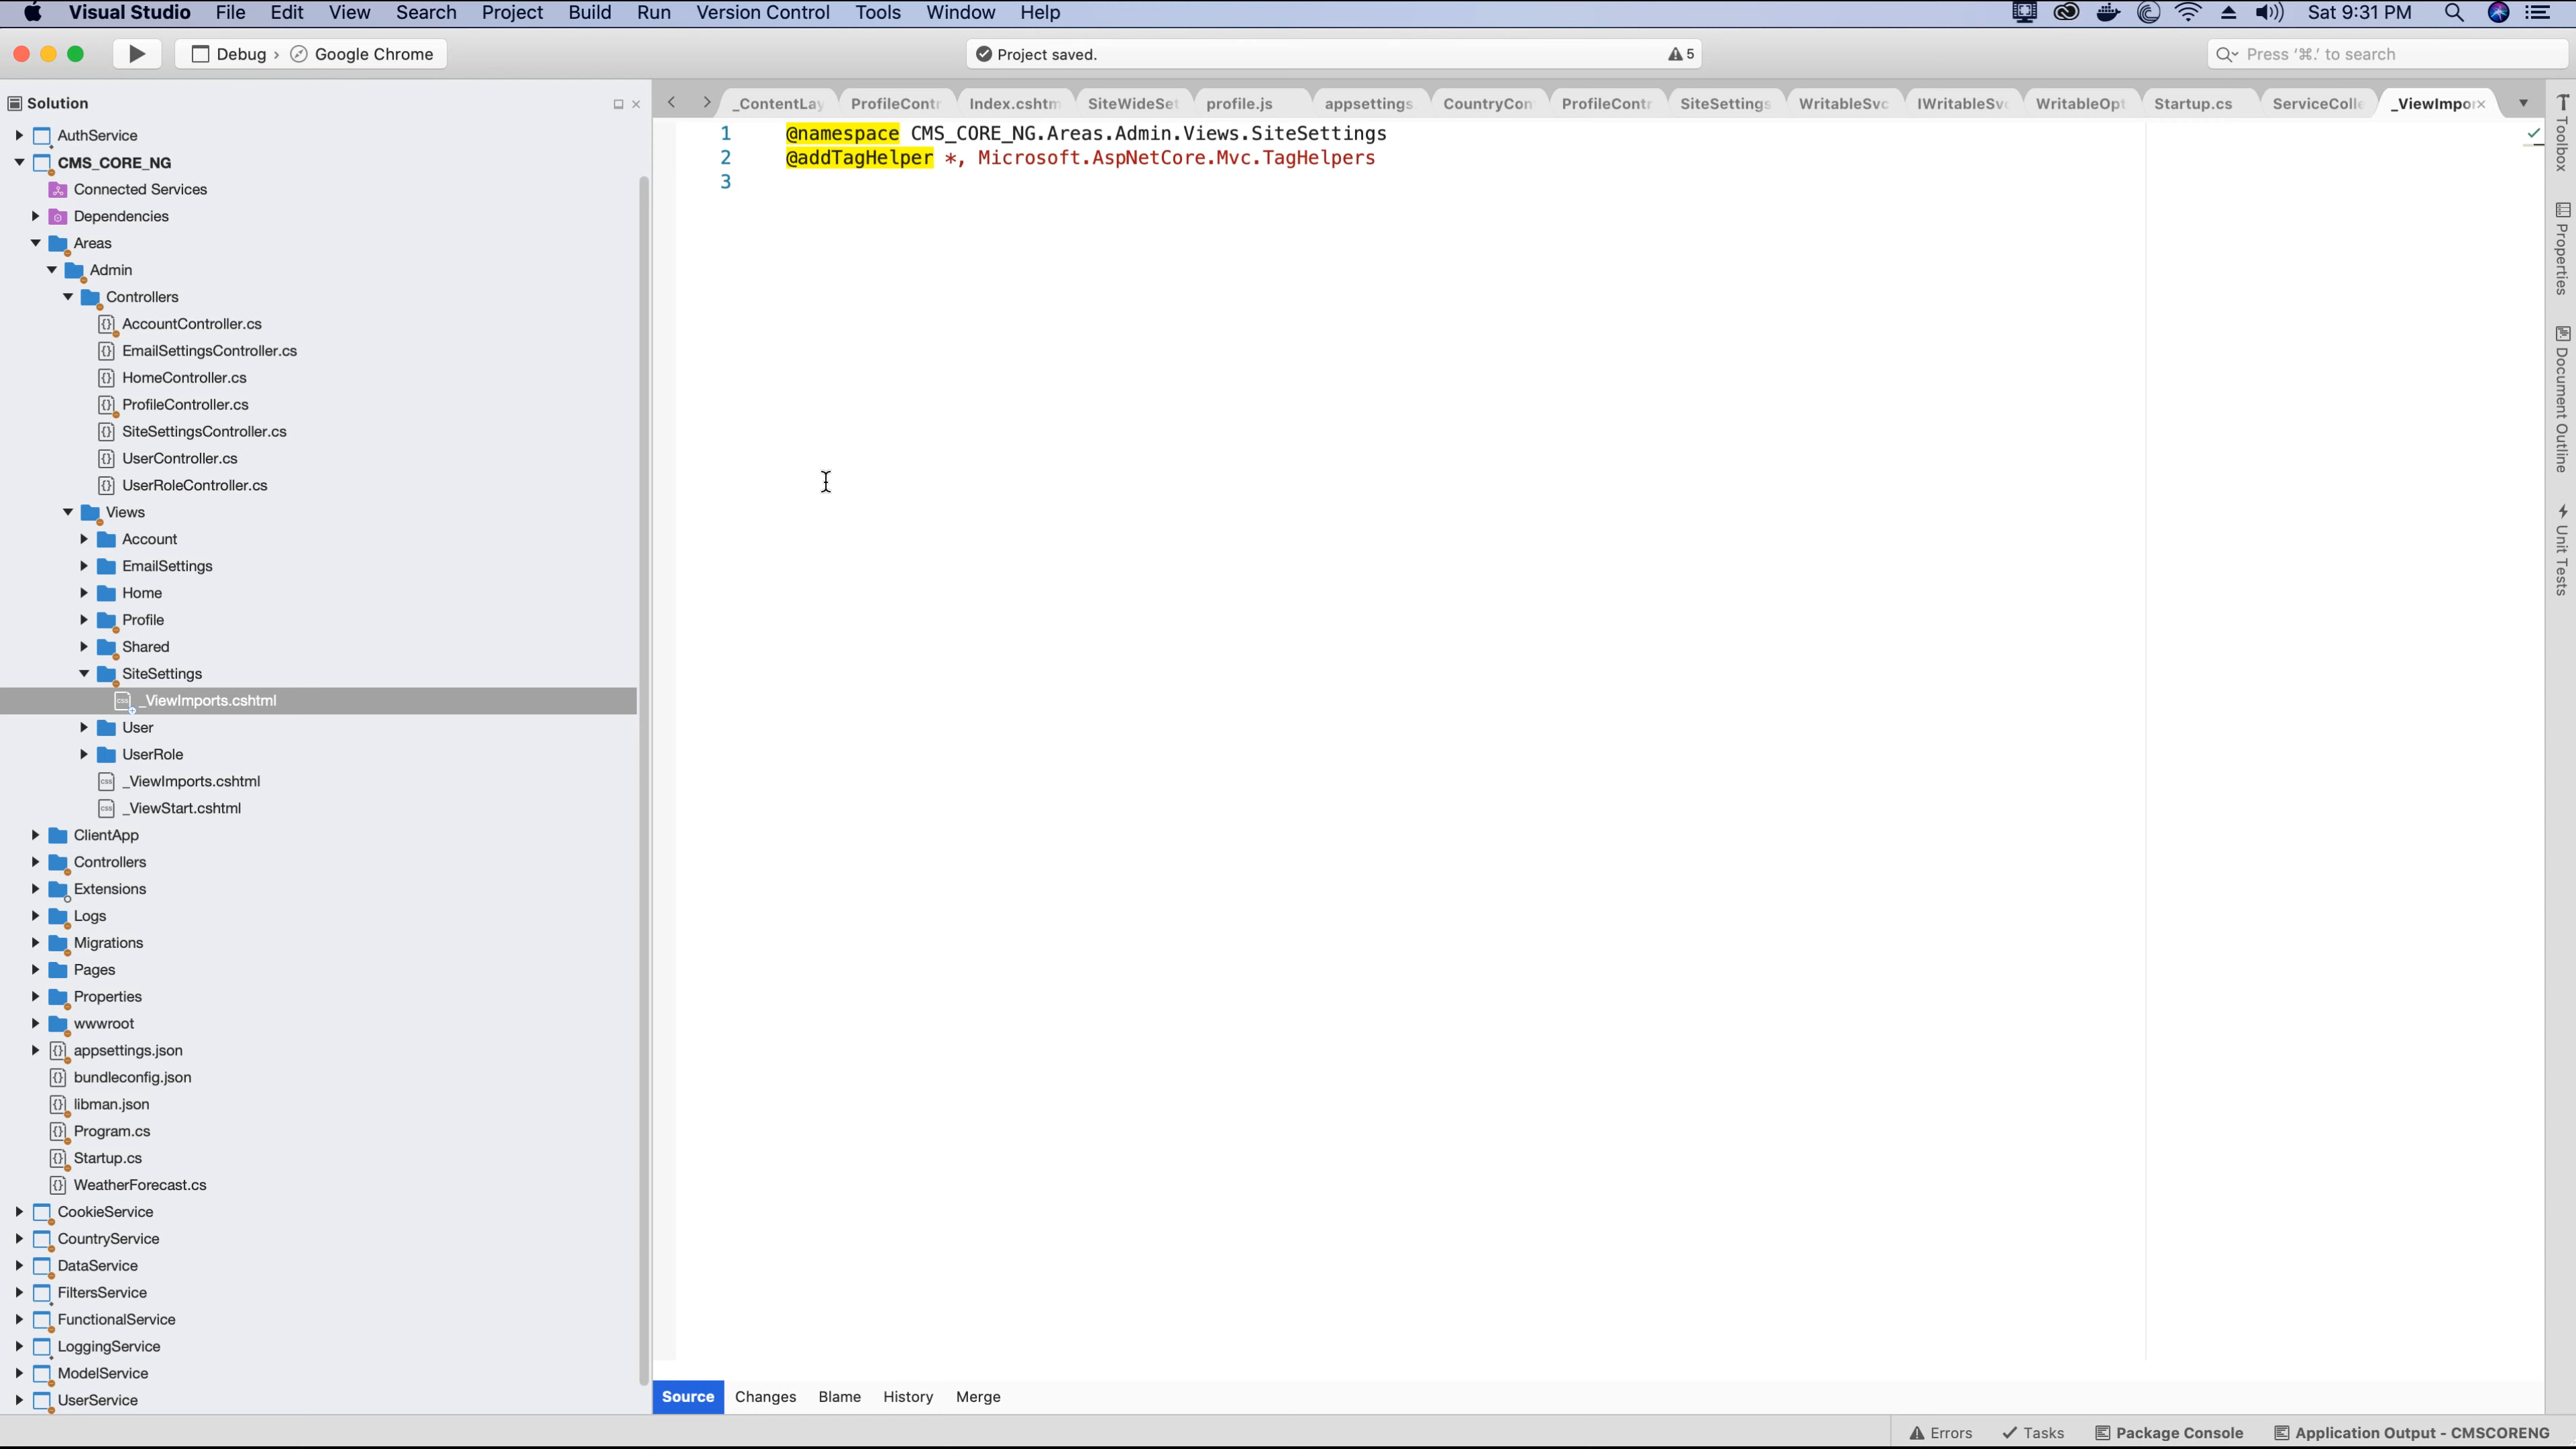 Visual Studio File Edit View Search Project Build Run Version Control Tools Window Help Sat 9:31 PM
Debug › Google Chrome Project saved. 5 Press '⌘.' to search
Solution
_ContentLay ProfileContr Index.cshtm SiteWideSet profile.js appsettings CountryCon ProfileContr SiteSettings WritableSvc IWritableSvc WritableOpt Startup.cs ServiceColle _ViewImpor
1 @namespace CMS_CORE_NG.Areas.Admin.Views.SiteSettings
2 @addTagHelper *, Microsoft.AspNetCore.Mvc.TagHelpers
3
AuthService
CMS_CORE_NG
Connected Services
Dependencies
Areas
Admin
Controllers
AccountController.cs
EmailSettingsController.cs
HomeController.cs
ProfileController.cs
SiteSettingsController.cs
UserController.cs
UserRoleController.cs
Views
Account
EmailSettings
Home
Profile
Shared
SiteSettings
_ViewImports.cshtml
User
UserRole
_ViewImports.cshtml
_ViewStart.cshtml
ClientApp
Controllers
Extensions
Logs
Migrations
Pages
Properties
wwwroot
appsettings.json
bundleconfig.json
libman.json
Program.cs
Startup.cs
WeatherForecast.cs
CookieService
CountryService
DataService
FiltersService
FunctionalService
LoggingService
ModelService
UserService
Toolbox
Properties
Document Outline
Unit Tests
Source Changes Blame History Merge
Errors Tasks Package Console Application Output - CMSCORENG